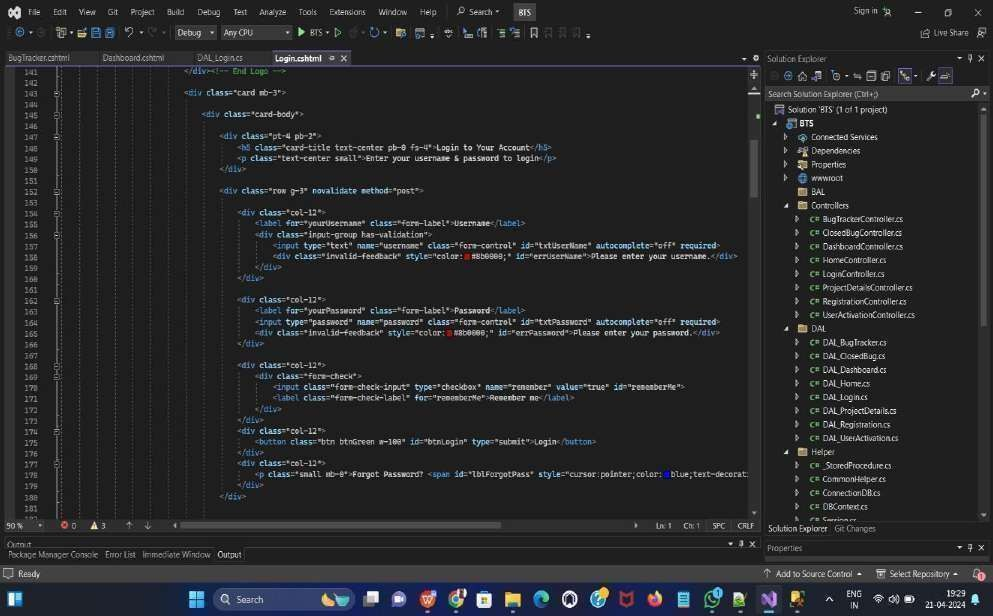 File Edit View Git Project Build Debug Test Analyze Tools Extensions Window Help Search BTS Sign in
Debug Any CPU BTS Live Share
BugTracker.cshtml Dashboard.cshtml DAL_Login.cs Login.cshtml
Solution Explorer
Search Solution Explorer (Ctrl+;)
141 </div><!-- End Logo -->
142
143 <div class="card mb-3">
144
145 <div class="card-body">
146
147 <div class="pt-4 pb-2">
148 <h5 class="card-title text-center pb-0 fs-4">Login to Your Account</h5>
149 <p class="text-center small">Enter your username & password to login</p>
150 </div>
151
152 <div class="row g-3" novalidate method="post">
153
154 <div class="col-12">
155 <label for="yourUsername" class="form-label">Username</label>
156 <div class="input-group has-validation">
157 <input type="text" name="username" class="form-control" id="txtUserName" autocomplete="off" required>
158 <div class="invalid-feedback" style="color:#8b0000;" id="errUserName">Please enter your username.</div>
159 </div>
160 </div>
161
162 <div class="col-12">
163 <label for="yourPassword" class="form-label">Password</label>
164 <input type="password" name="password" class="form-control" id="txtPassword" autocomplete="off" required>
165 <div class="invalid-feedback" style="color:#8b0000;" id="errPassword">Please enter your password.</div>
166 </div>
167
168 <div class="col-12">
169 <div class="form-check">
170 <input class="form-check-input" type="checkbox" name="remember" value="true" id="rememberMe">
171 <label class="form-check-label" for="rememberMe">Remember me</label>
172 </div>
173 </div>
174 <div class="col-12">
175 <button class="btn btnGreen w-100" id="btnLogin" type="submit">Login</button>
176 </div>
177 <div class="col-12">
178 <p class="small mb-0">Forgot Password? <span id="lblForgotPass" style="cursor:pointer;color:blue;text-decorati
179 </div>
180 </div>
181
Solution 'BTS' (1 of 1 project)
BTS
Connected Services
Dependencies
Properties
wwwroot
BAL
Controllers
C# BugTrackerController.cs
C# ClosedBugController.cs
C# DashboardController.cs
C# HomeController.cs
C# LoginController.cs
C# ProjectDetailsController.cs
C# RegistrationController.cs
C# UserActivationController.cs
DAL
C# DAL_BugTracker.cs
C# DAL_ClosedBug.cs
C# DAL_Dashboard.cs
C# DAL_Home.cs
C# DAL_Login.cs
C# DAL_ProjectDetails.cs
C# DAL_Registration.cs
C# DAL_UserActivation.cs
Helper
C# _StoredProcedure.cs
C# CommonHelper.cs
C# ConnectionDB.cs
C# DBContext.cs
C# Session.cs
90 % 0 3 Ln: 1 Ch: 1 SPC CRLF
Solution Explorer Git Changes
Output
Package Manager Console Error List Immediate Window Output
Properties
Ready Add to Source Control Select Repository 1
Search 1 ENG IN 19:29
21-04-2024